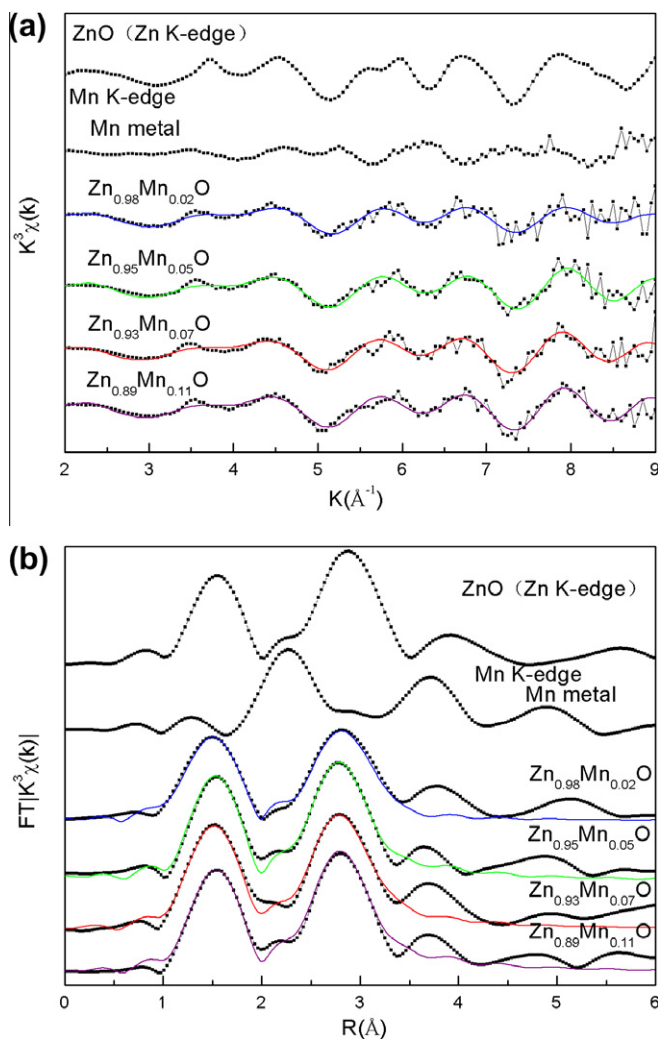 (a)
ZnO（Zn K-edge）
Mn K-edge
Mn metal
Zn0.98Mn0.02O
Zn0.95Mn0.05O
Zn0.93Mn0.07O
Zn0.89Mn0.11O
K³χ(k)
2 3 4 5 6 7 8 9
K(Å⁻¹)
(b)
ZnO（Zn K-edge）
Mn K-edge
Mn metal
Zn0.98Mn0.02O
Zn0.95Mn0.05O
Zn0.93Mn0.07O
Zn0.89Mn0.11O
FT|K³χ(k)|
0 1 2 3 4 5 6
R(Å)